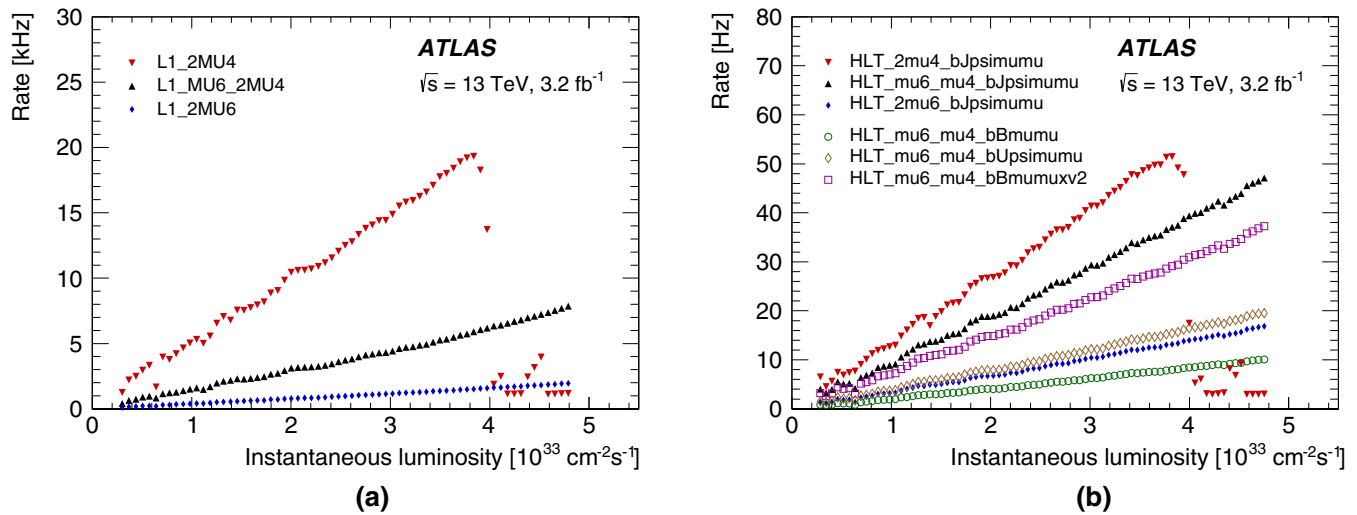 Rate [kHz]
30
25
20
15
10
5
0
ATLAS
L1_2MU4
L1_MU6_2MU4
L1_2MU6
√s = 13 TeV, 3.2 fb⁻¹
0 1 2 3 4 5
Instantaneous luminosity [10³³ cm⁻²s⁻¹]
(a)
Rate [Hz]
80
70
60
50
40
30
20
10
0
ATLAS
HLT_2mu4_bJpsimumu
HLT_mu6_mu4_bJpsimumu
HLT_2mu6_bJpsimumu
HLT_mu6_mu4_bBmumu
HLT_mu6_mu4_bUpsimumu
HLT_mu6_mu4_bBmumuxv2
√s = 13 TeV, 3.2 fb⁻¹
0 1 2 3 4 5
Instantaneous luminosity [10³³ cm⁻²s⁻¹]
(b)